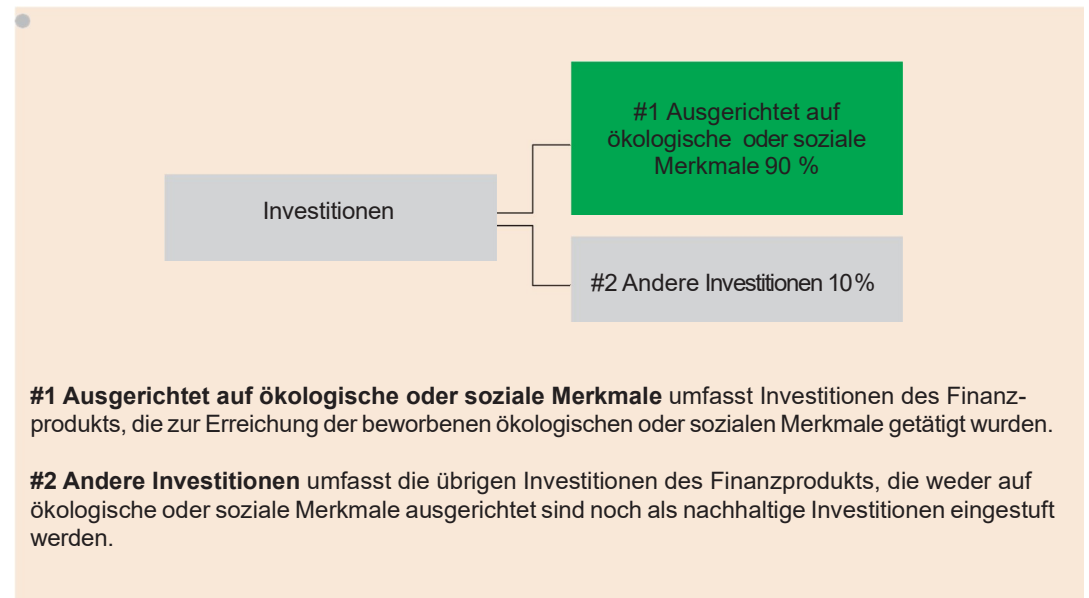 #1 Ausgerichtet auf
ökologische oder soziale
Merkmale 90 %
Investitionen
#2 Andere Investitionen 10%
#1 Ausgerichtet auf ökologische oder soziale Merkmale umfasst Investitionen des Finanz-
produkts, die zur Erreichung der beworbenen ökologischen oder sozialen Merkmale getätigt wurden.
#2 Andere Investitionen umfasst die übrigen Investitionen des Finanzprodukts, die weder auf
ökologische oder soziale Merkmale ausgerichtet sind noch als nachhaltige Investitionen eingestuft
werden.